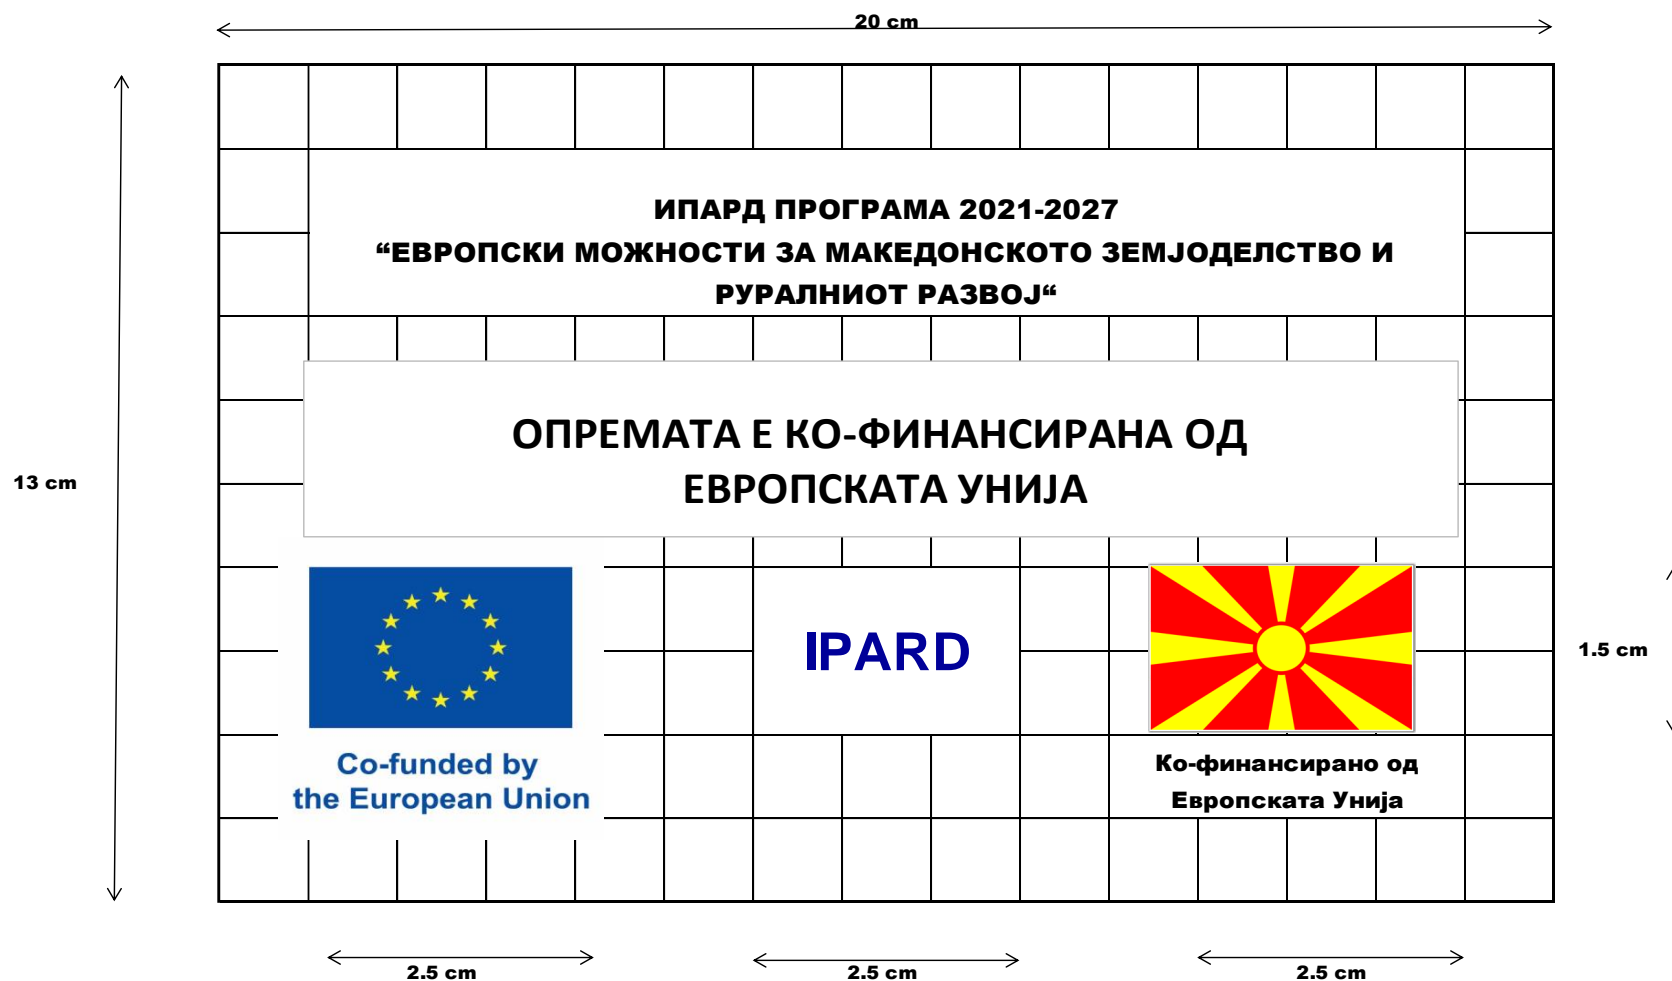 20 cm
ИПАРД ПРОГРАМА 2021-2027
“ЕВРОПСКИ МОЖНОСТИ ЗА МАКЕДОНСКОТО ЗЕМЈОДЕЛСТВО И
РУРАЛНИОТ РАЗВОЈ“
ОПРЕМАТА Е КО-ФИНАНСИРАНА ОД
ЕВРОПСКАТА УНИЈА
13 cm
IPARD
1.5 cm
Co-funded by
the European Union
Ко-финансирано од
Европската Унија
2.5 cm
2.5 cm
2.5 cm